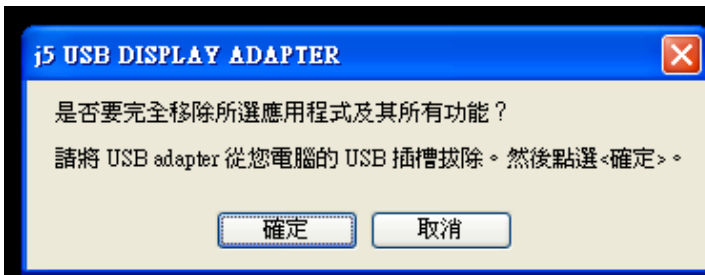 j5 USB DISPLAY ADAPTER
是否要完全移除所選應用程式及其所有功能？
請將 USB adapter 從您電腦的 USB 插槽拔除。然後點選<確定>。
確定
取消